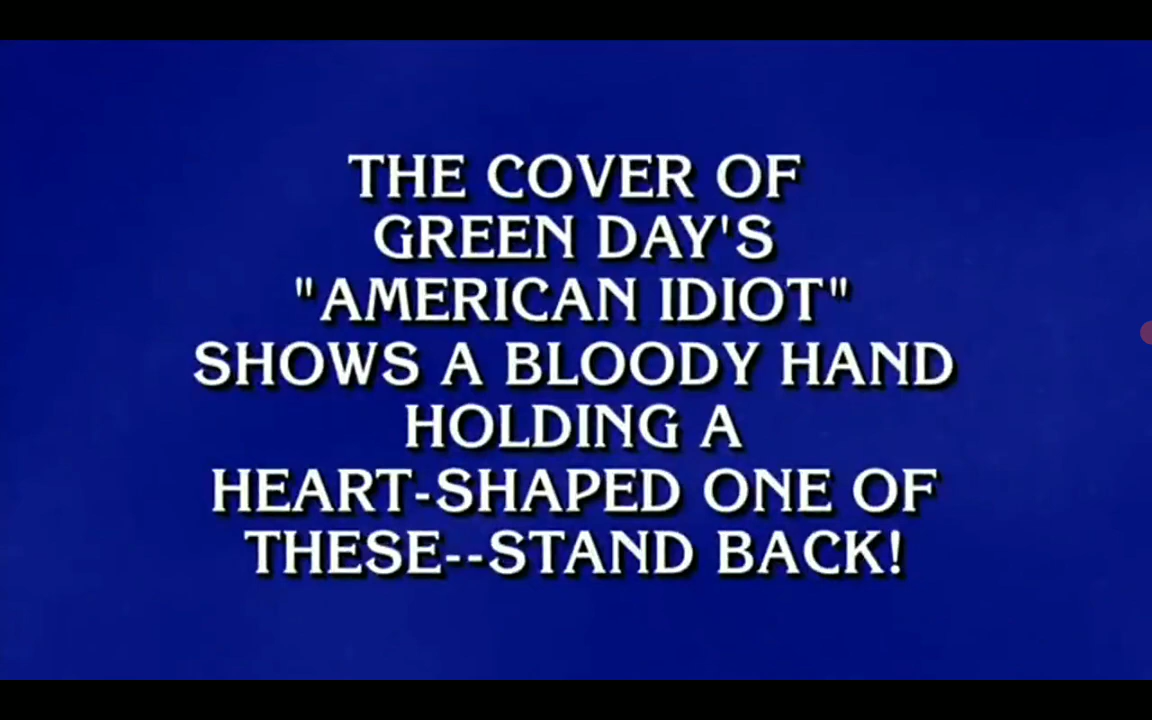 THE COVER OF
GREEN DAY'S
"AMERICAN IDIOT"
SHOWS A BLOODY HAND
HOLDING A
HEART-SHAPED ONE OF
THESE--STAND BACK!